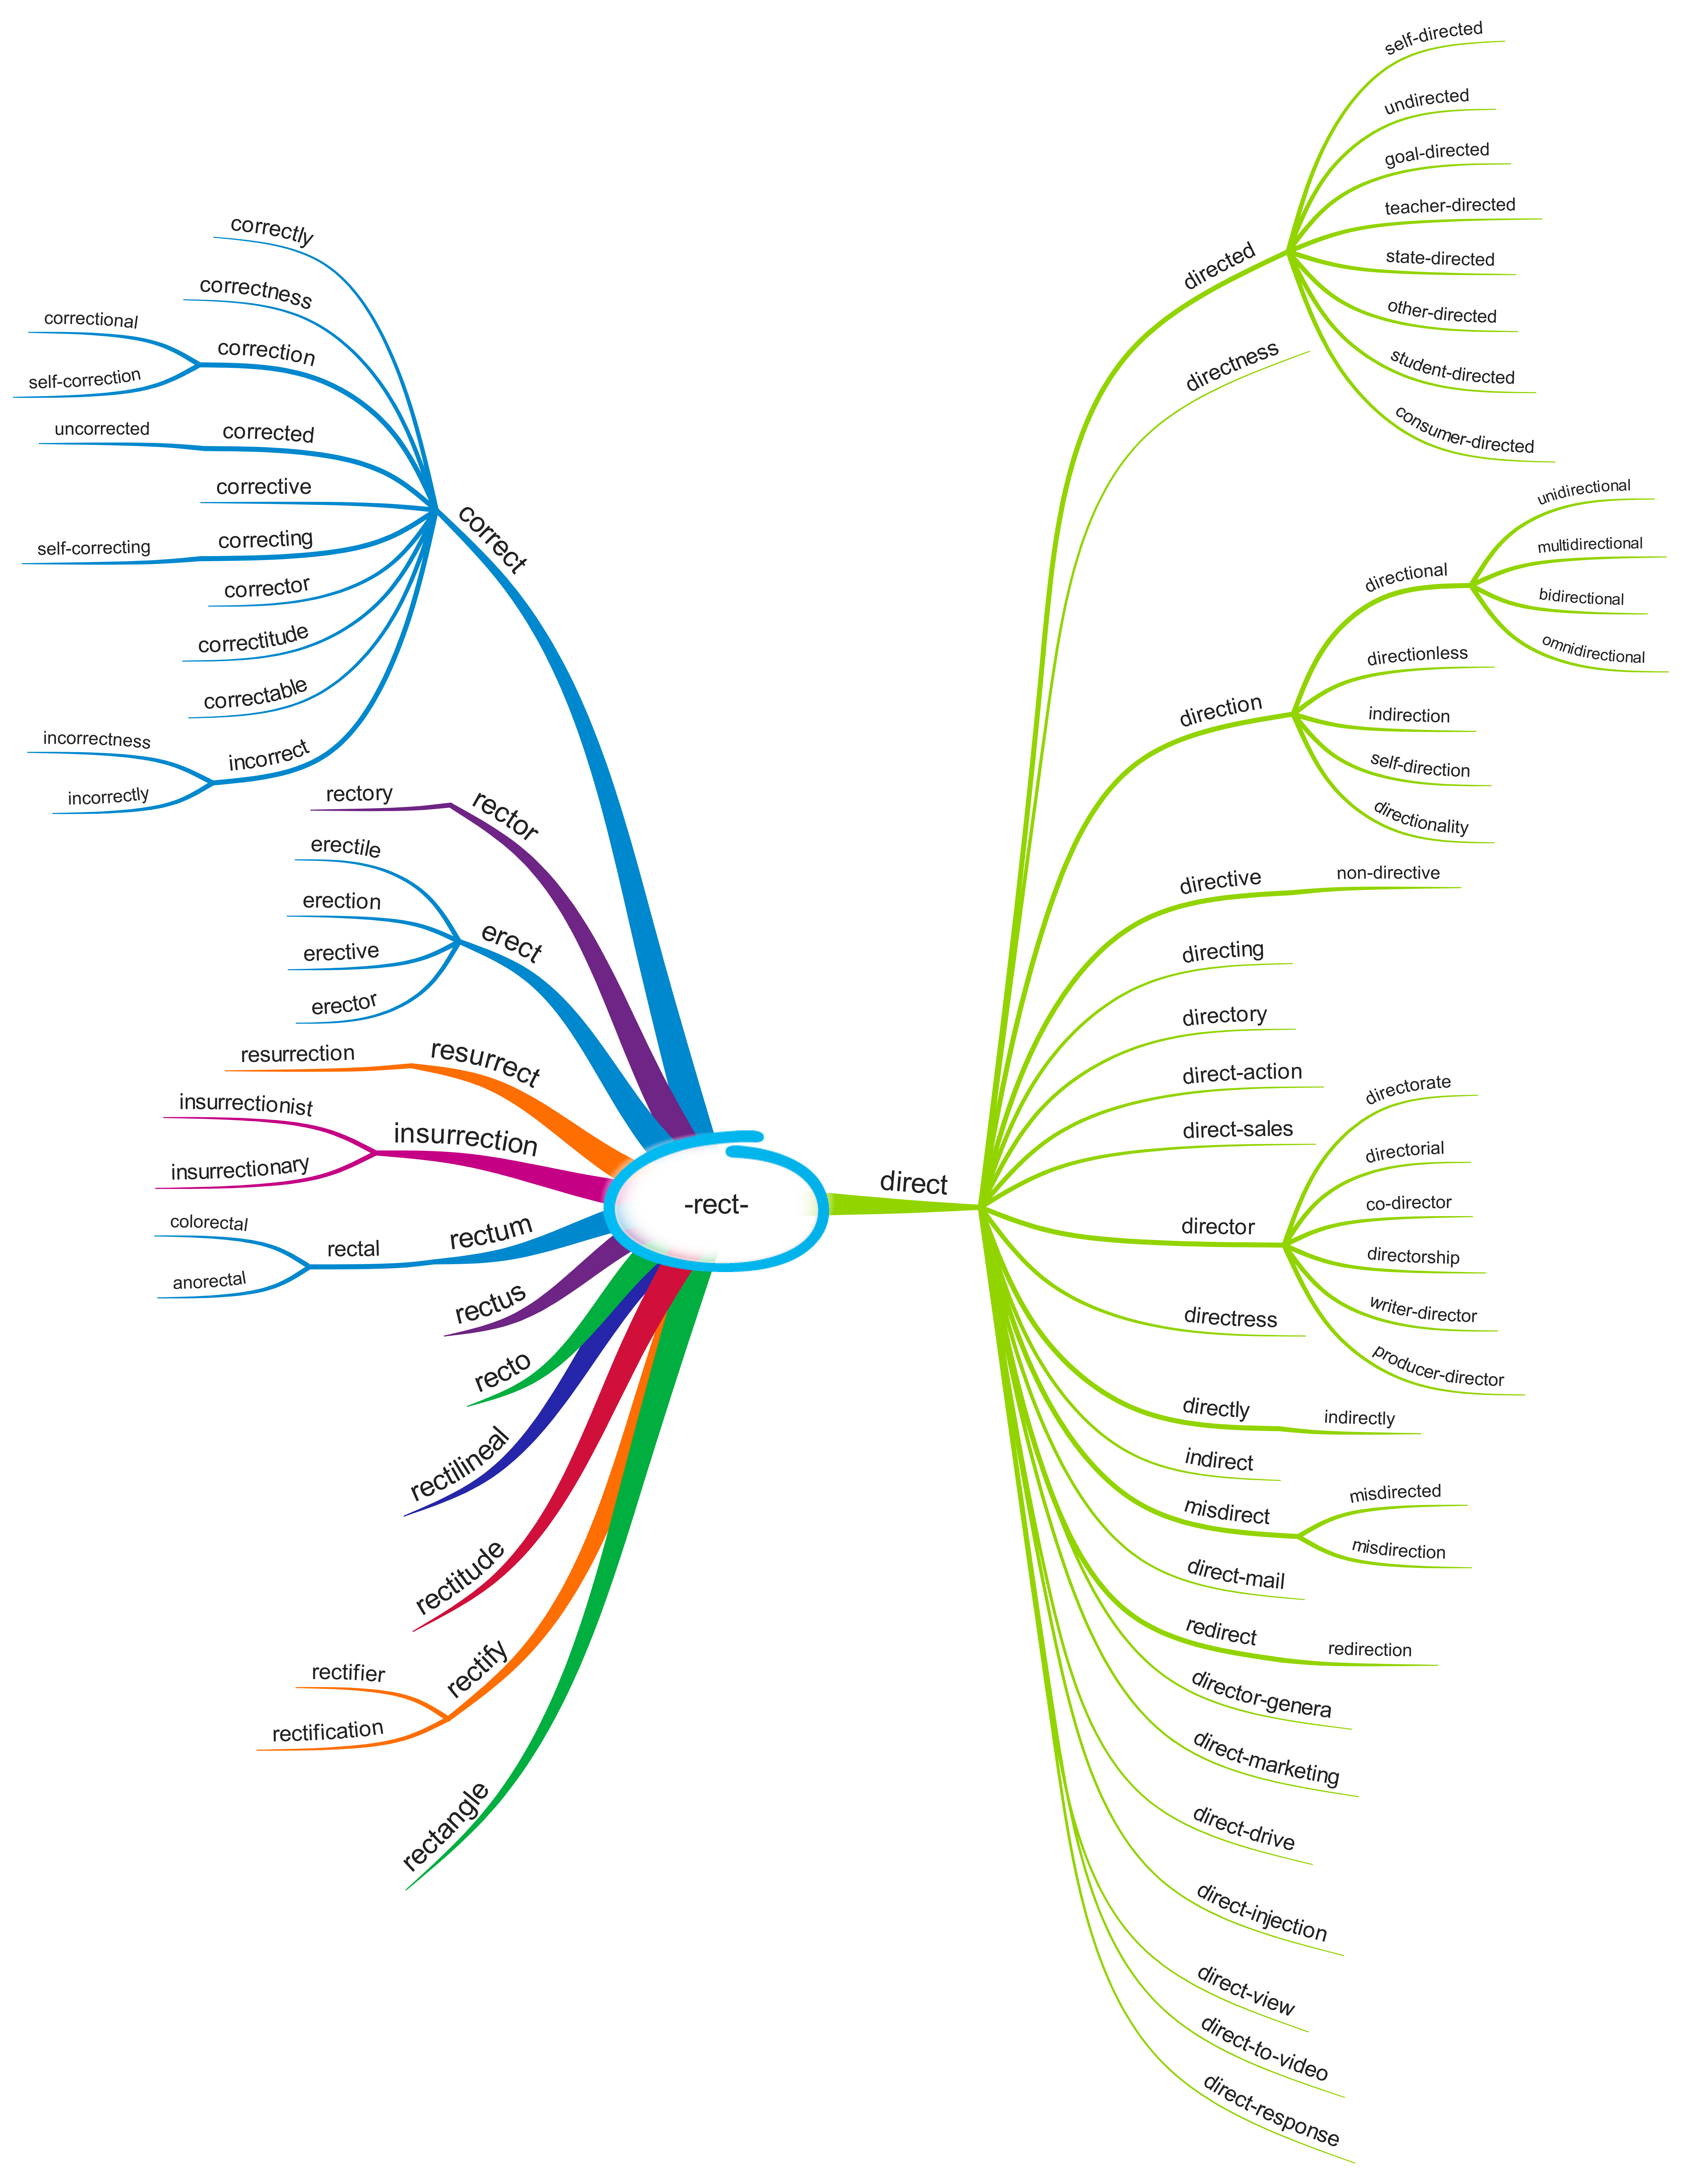 -rect-
direct
directed
self-directed
undirected
goal-directed
teacher-directed
state-directed
other-directed
student-directed
consumer-directed
directness
direction
directional
unidirectional
multidirectional
bidirectional
omnidirectional
directionless
indirection
self-direction
directionality
directive
non-directive
directing
directory
direct-action
direct-sales
director
directorate
directorial
co-director
directorship
writer-director
producer-director
directress
directly
indirectly
indirect
misdirect
misdirected
misdirection
direct-mail
redirect
redirection
director-genera
direct-marketing
direct-drive
direct-injection
direct-view
direct-to-video
direct-response
correct
correctly
correctness
correction
correctional
self-correction
corrected
uncorrected
corrective
correcting
self-correcting
corrector
correctitude
correctable
incorrect
incorrectness
incorrectly
rector
rectory
erect
erectile
erection
erective
erector
resurrect
resurrection
insurrection
insurrectionist
insurrectionary
rectum
rectal
colorectal
anorectal
rectus
recto
rectilineal
rectitude
rectify
rectifier
rectification
rectangle